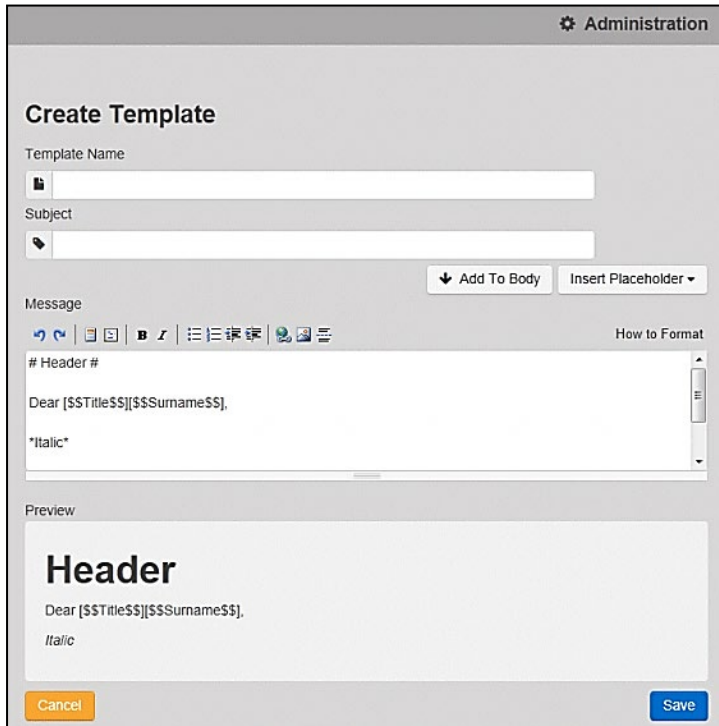 Administration
Create Template
Template Name
Subject
Add To Body Insert Placeholder
Message
B I How to Format
# Header #
Dear [$$Title$$][$$Surname$$],
*Italic*
Preview
Header
Dear [$$Title$$][$$Surname$$],
Italic
Cancel Save